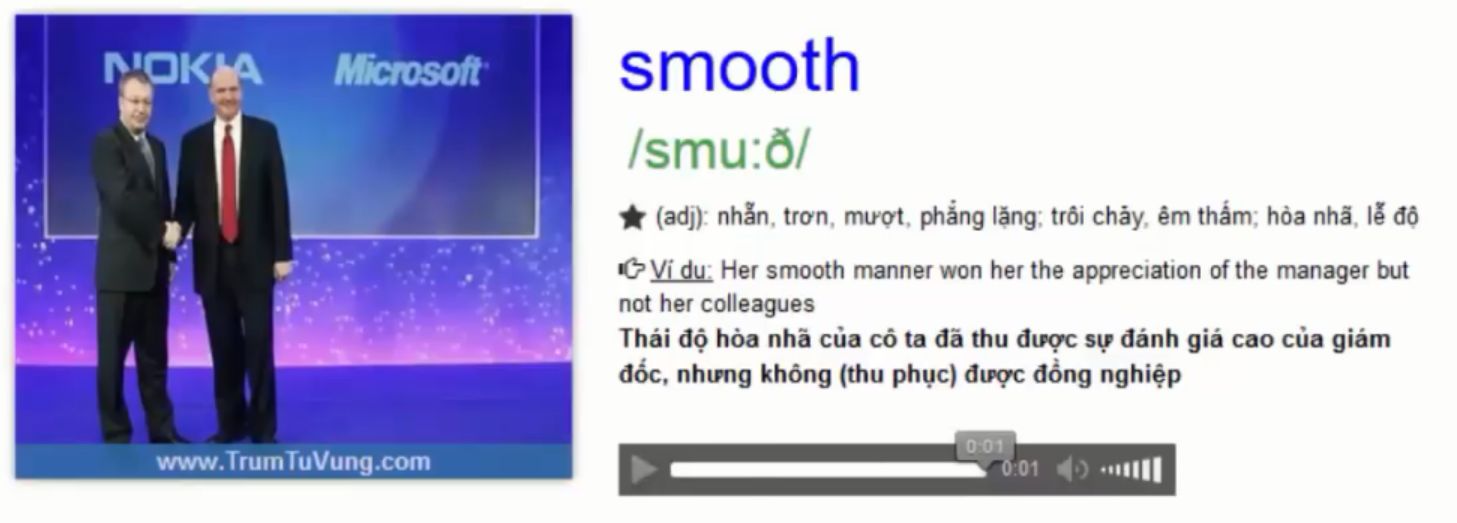 NOKIA Microsoft
www.TrumTuVung.com
smooth
/smu:ð/
★ (adj): nhẵn, trơn, mượt, phẳng lặng; trôi chảy, êm thấm; hòa nhã, lễ độ
Ví du: Her smooth manner won her the appreciation of the manager but
not her colleagues
Thái độ hòa nhã của cô ta đã thu được sự đánh giá cao của giám
đốc, nhưng không (thu phục) được đồng nghiệp
0:01
0:01